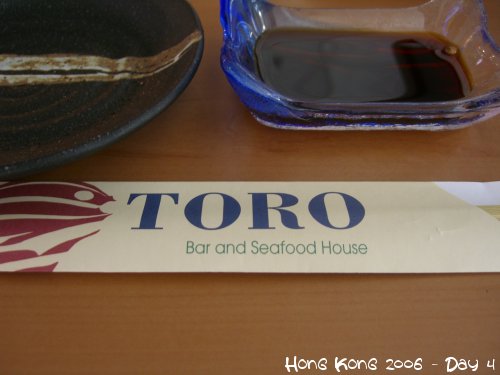 TORO
Bar and Seafood House
Hong Kong 2006 - Day 4